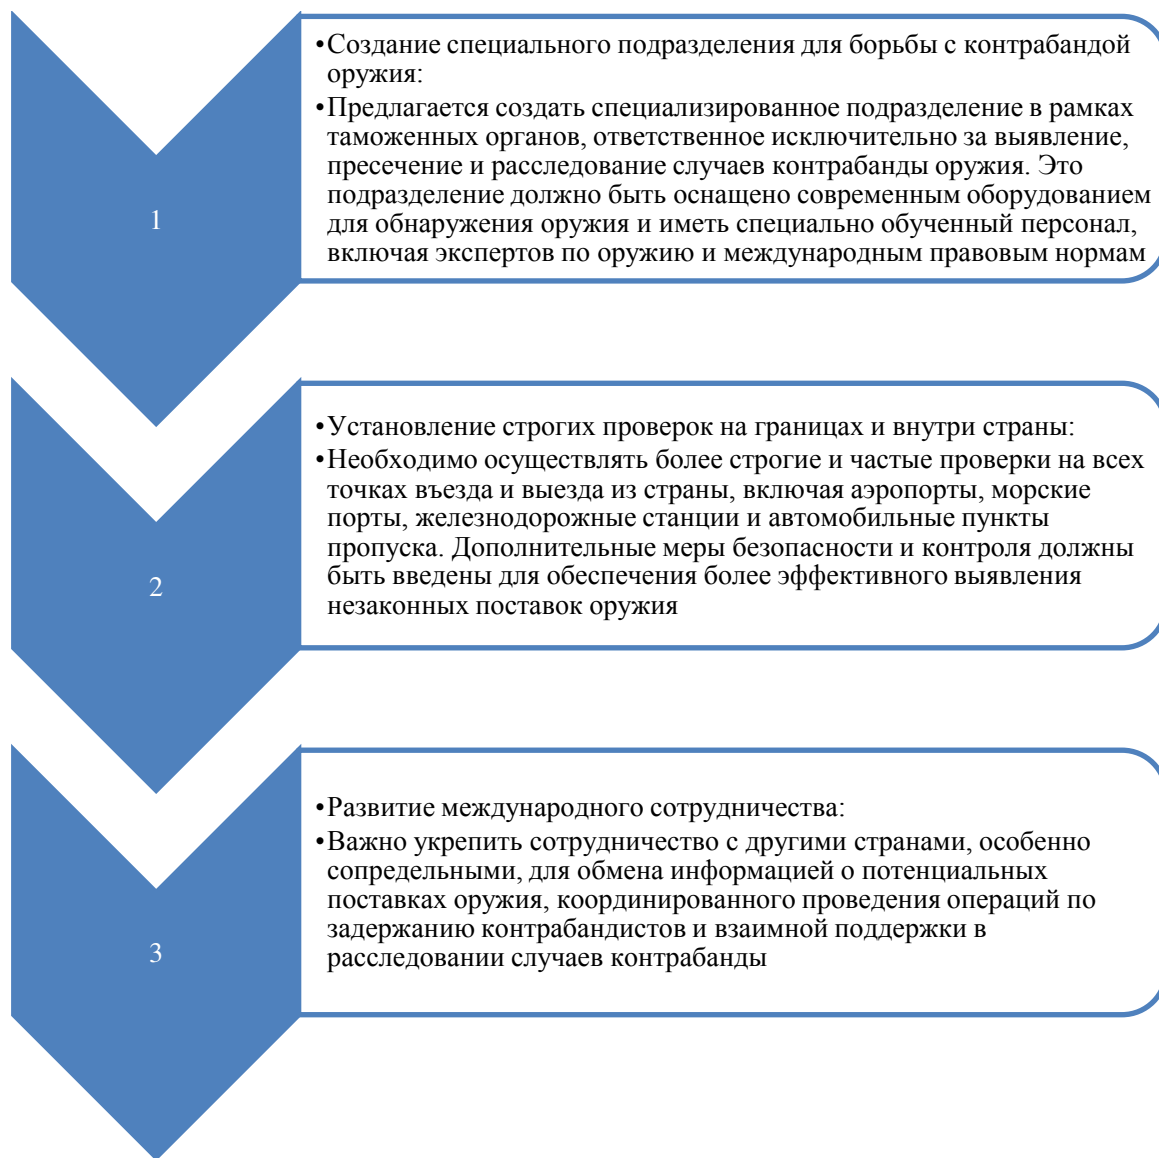 1
•Создание специального подразделения для борьбы с контрабандой
оружия:
•Предлагается создать специализированное подразделение в рамках
таможенных органов, ответственное исключительно за выявление,
пресечение и расследование случаев контрабанды оружия. Это
подразделение должно быть оснащено современным оборудованием
для обнаружения оружия и иметь специально обученный персонал,
включая экспертов по оружию и международным правовым нормам
2
•Установление строгих проверок на границах и внутри страны:
•Необходимо осуществлять более строгие и частые проверки на всех
точках въезда и выезда из страны, включая аэропорты, морские
порты, железнодорожные станции и автомобильные пункты
пропуска. Дополнительные меры безопасности и контроля должны
быть введены для обеспечения более эффективного выявления
незаконных поставок оружия
3
•Развитие международного сотрудничества:
•Важно укрепить сотрудничество с другими странами, особенно
сопредельными, для обмена информацией о потенциальных
поставках оружия, координированного проведения операций по
задержанию контрабандистов и взаимной поддержки в
расследовании случаев контрабанды